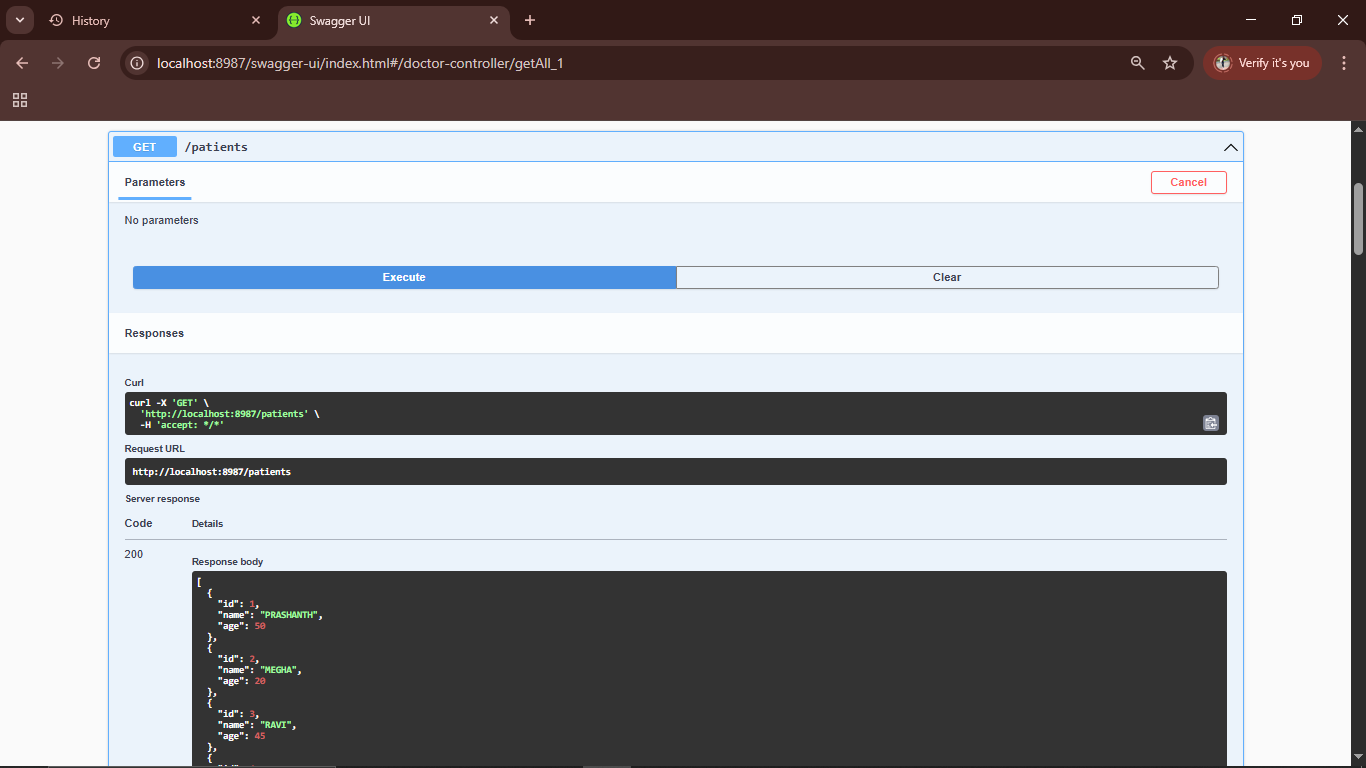 History
Swagger UI
localhost:8987/swagger-ui/index.html#/doctor-controller/getAll_1
Verify it's you
GET /patients
Parameters
Cancel
No parameters
Execute
Clear
Responses
Curl
curl -X 'GET' \
'http://localhost:8987/patients' \
-H 'accept: */*'
Request URL
http://localhost:8987/patients
Server response
Code Details
200
Response body
[
{
"id": 1,
"name": "PRASHANTH",
"age": 50
},
{
"id": 2,
"name": "MEGHA",
"age": 20
},
{
"id": 3,
"name": "RAVI",
"age": 45
},
{